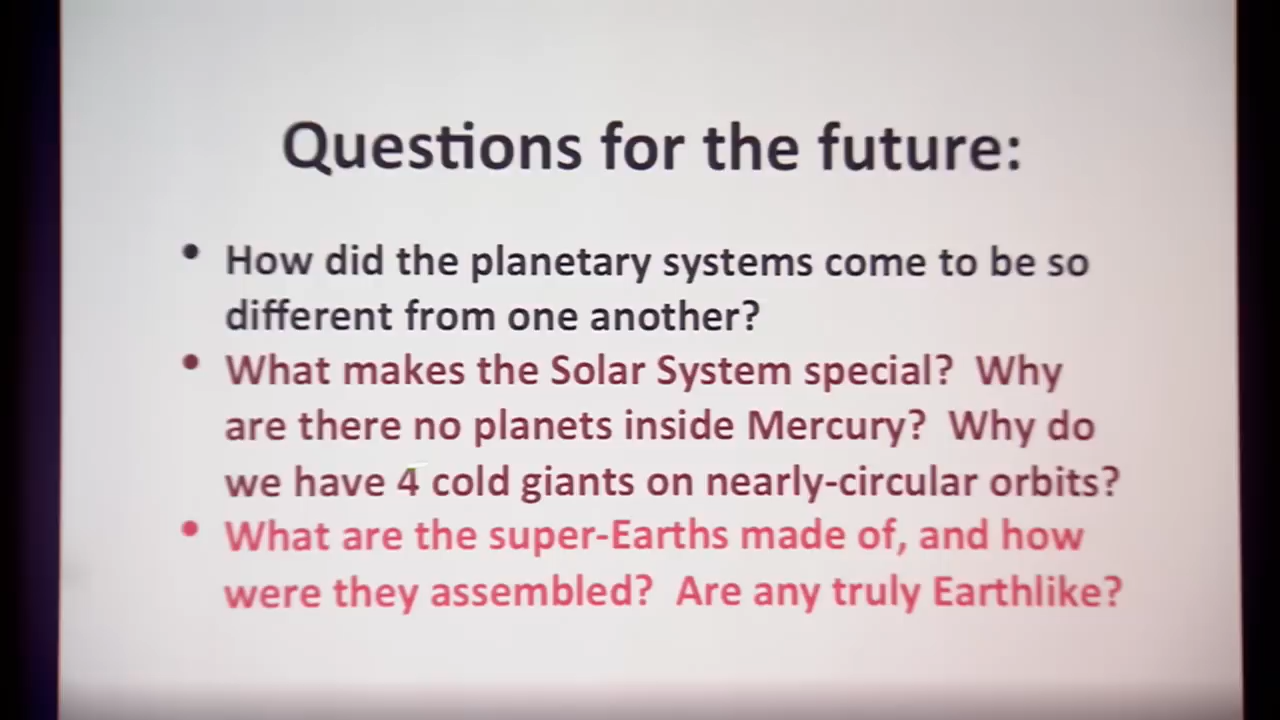 Questions for the future:
• How did the planetary systems come to be so
different from one another?
• What makes the Solar System special?  Why
are there no planets inside Mercury?  Why do
we have 4 cold giants on nearly-circular orbits?
• What are the super-Earths made of, and how
were they assembled?  Are any truly Earthlike?